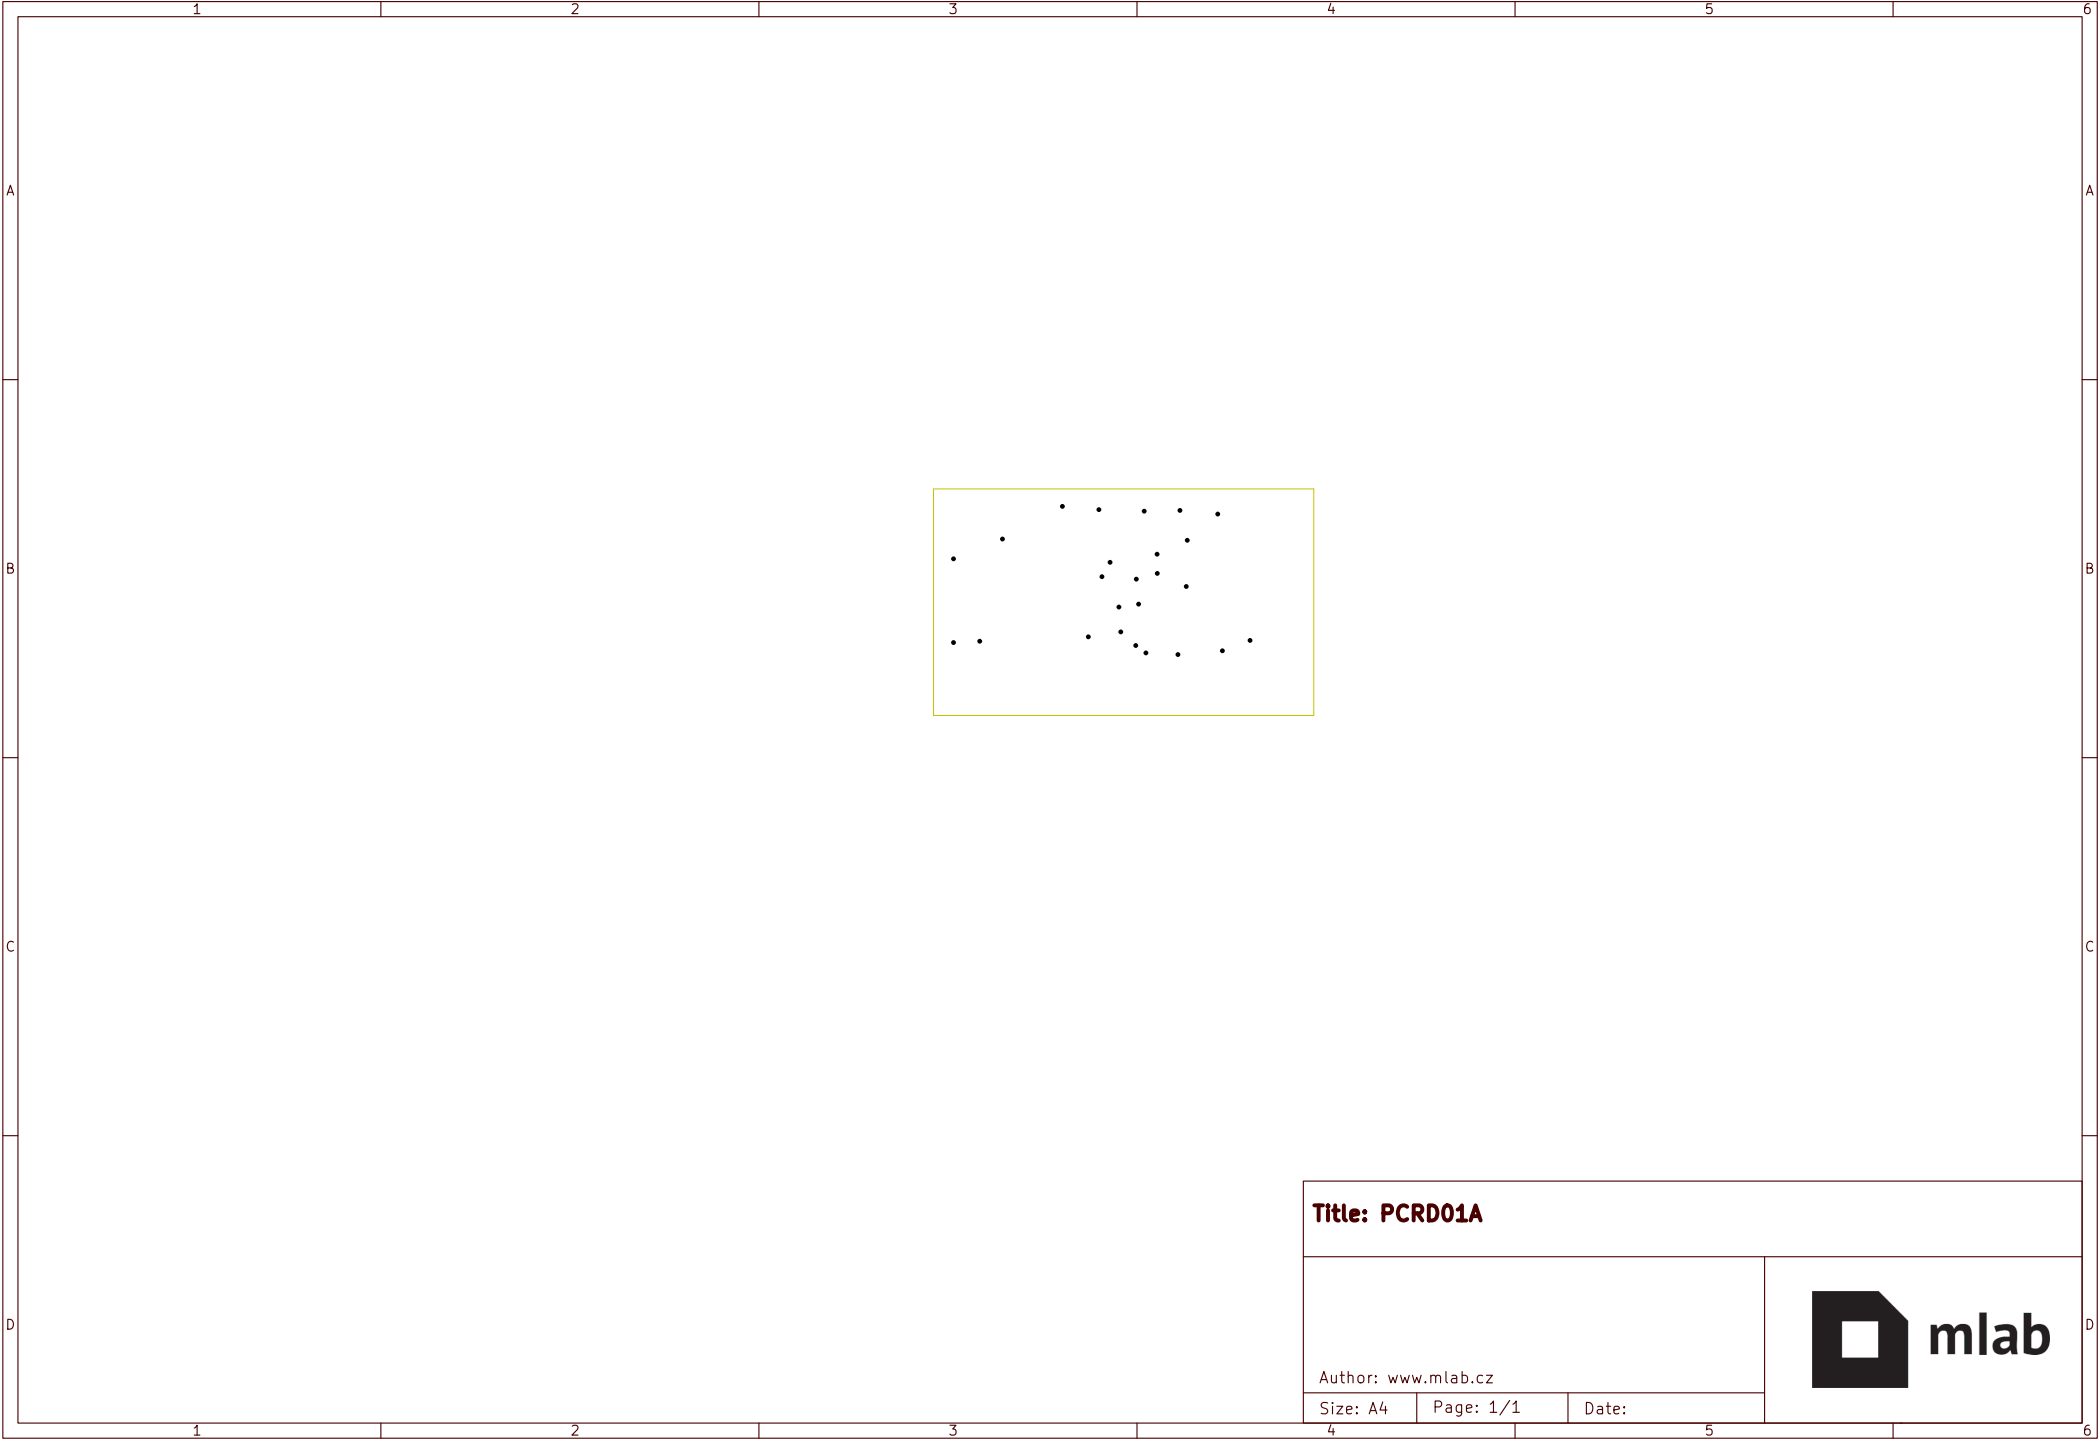 1 2 3 4 5 6
A A
B B
C C
D D
Title: PCRD01A
mlab
Author: www.mlab.cz
Size: A4 Page: 1/1 Date:
1 2 3 4 5 6